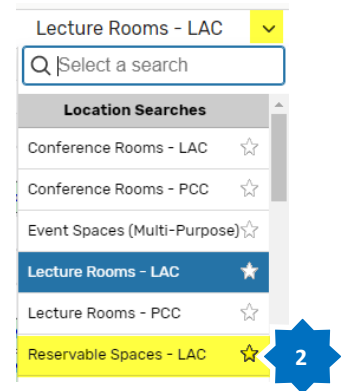 Lecture Rooms - LAC
Select a search
Location Searches
Conference Rooms - LAC
Conference Rooms - PCC
Event Spaces (Multi-Purpose)
Lecture Rooms - LAC
Lecture Rooms - PCC
Reservable Spaces - LAC
2